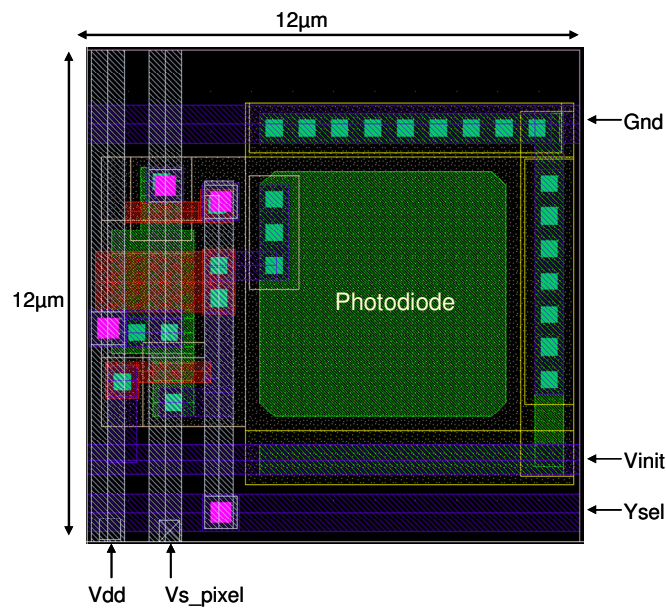 12µm
Gnd
12µm
Photodiode
Vinit
Ysel
Vdd
Vs_pixel